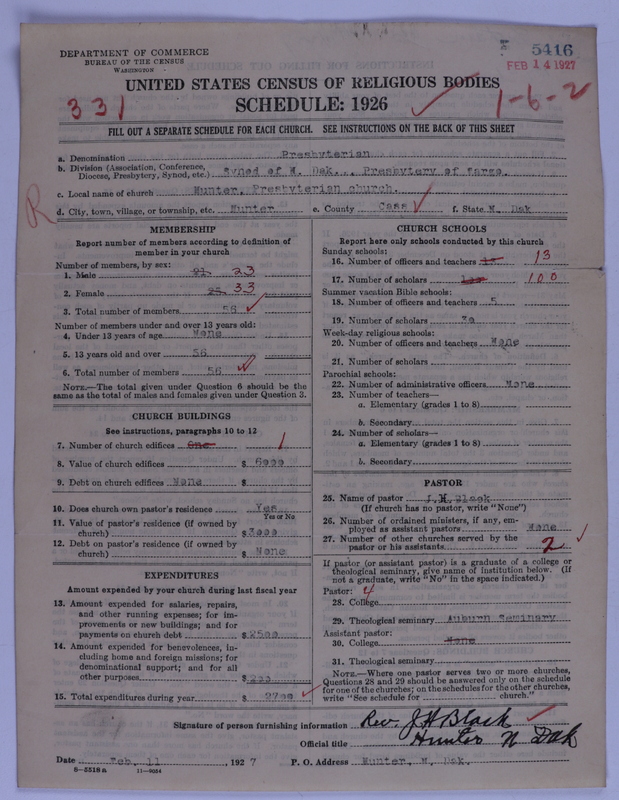 DEPARTMENT OF COMMERCE
BUREAU OF THE CENSUS
WASHINGTON
5416
FEB 14 1927
UNITED STATES CENSUS OF RELIGIOUS BODIES
SCHEDULE: 1926
331
1-6-2
FILL OUT A SEPARATE SCHEDULE FOR EACH CHURCH. SEE INSTRUCTIONS ON THE BACK OF THIS SHEET
R
a. Denomination Presbyterian
b. Division (Association, Conference, Diocese, Presbytery, Synod, etc.) Synod of N. Dak... Presbytery of Fargo.
c. Local name of church Hunter, Presbyterian church.
d. City, town, village, or township, etc. Hunter e. County Cass f. State N. Dak
MEMBERSHIP
Report number of members according to definition of
member in your church
Number of members, by sex:
1. Male 23
2. Female 33
3. Total number of members 56
Number of members under and over 13 years old:
4. Under 13 years of age None
5. 13 years old and over 56
6. Total number of members 56
NOTE.—The total given under Question 6 should be the
same as the total of males and females given under Question 3.
CHURCH BUILDINGS
See instructions, paragraphs 10 to 12
7. Number of church edifices One 1
8. Value of church edifices $ 6000
9. Debt on church edifices None $
10. Does church own pastor's residence Yes
Yes or No
11. Value of pastor's residence (if owned by
church) $ 3000
12. Debt on pastor's residence (if owned by
church) $ None
EXPENDITURES
Amount expended by your church during last fiscal year
13. Amount expended for salaries, repairs,
and other running expenses; for im-
provements or new buildings; and for
payments on church debt $ 2500
14. Amount expended for benevolences, in-
cluding home and foreign missions; for
denominational support; and for all
other purposes $ 200
15. Total expenditures during year $ 2700
CHURCH SCHOOLS
Report here only schools conducted by this church
Sunday schools:
16. Number of officers and teachers 13
17. Number of scholars 100
Summer vacation Bible schools:
18. Number of officers and teachers 5
19. Number of scholars
Week-day religious schools:
20. Number of officers and teachers None
21. Number of scholars
Parochial schools:
22. Number of administrative officers None
23. Number of teachers—
a. Elementary (grades 1 to 8)
b. Secondary
24. Number of scholars—
a. Elementary (grades 1 to 8)
b. Secondary
PASTOR
25. Name of pastor J.H Black
(If church has no pastor, write "None")
26. Number of ordained ministers, if any, em-
ployed as assistant pastors None
27. Number of other churches served by the
pastor or his assistants 2
If pastor (or assistant pastor) is a graduate of a college or
theological seminary, give name of institution below. (If
not a graduate, write "No" in the space indicated.)
Pastor: 4
28. College
29. Theological seminary Auburn Seminary
Assistant pastor:
30. College None
31. Theological seminary
NOTE.—Where one pastor serves two or more churches,
Questions 28 and 29 should be answered only on the schedule
for one of the churches; on the schedules for the other churches,
write "See schedule for church."
Signature of person furnishing information Rev. J H Black
Official title Hunter N Dak
Date Feb. 11, 1927 P. O. Address Hunter, N. Dak.
8-5518 a 11-9034